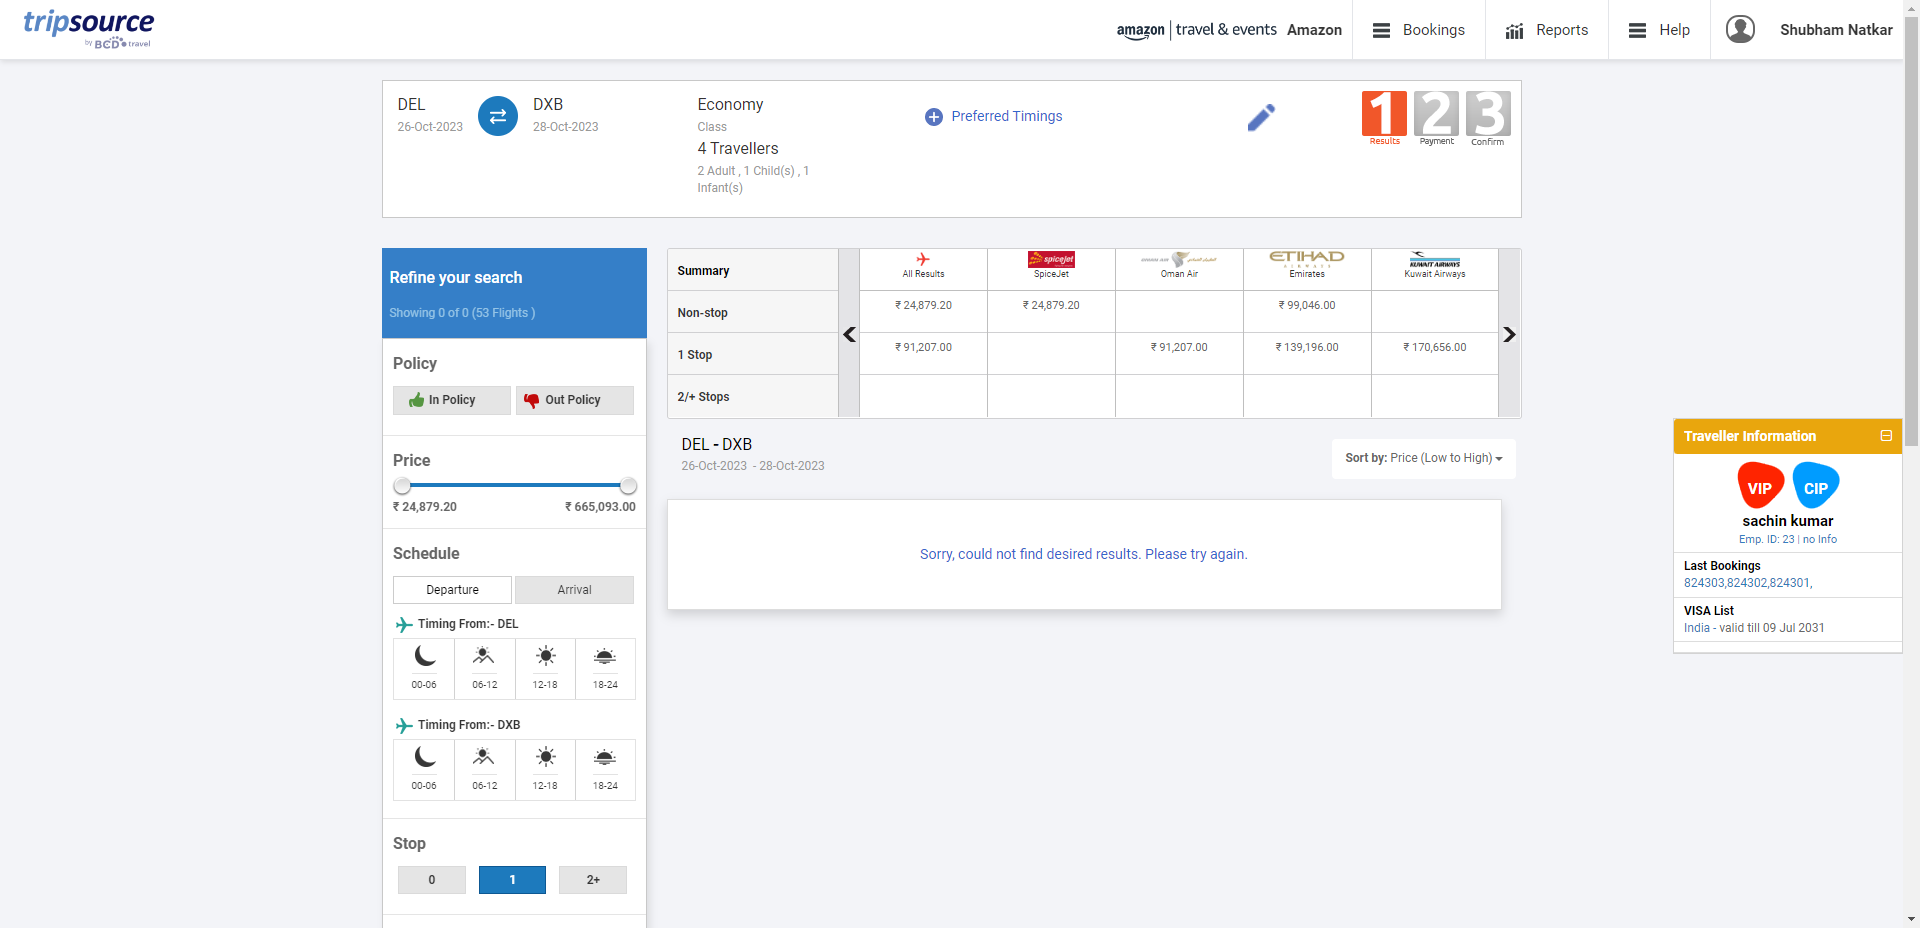 tripsource
by BCD travel
amazon | travel & events Amazon
Bookings
Reports
Help
Shubham Natkar
DEL
26-Oct-2023
DXB
28-Oct-2023
Economy
Class
4 Travellers
2 Adult , 1 Child(s) , 1
Infant(s)
Preferred Timings
1 2 3
Results Payment Confirm
Refine your search
Showing 0 of 0 (53 Flights )
Policy
In Policy Out Policy
Price
₹ 24,879.20 ₹ 665,093.00
Schedule
Departure Arrival
Timing From:- DEL
00-06 06-12 12-18 18-24
Timing From:- DXB
00-06 06-12 12-18 18-24
Stop
0 1 2+
Summary
All Results
spicejet
SpiceJet
OMAN AIR
Oman Air
ETIHAD
AIRWAYS
Emirates
KUWAIT AIRWAYS
Kuwait Airways
Non-stop ₹ 24,879.20 ₹ 24,879.20 ₹ 99,046.00
1 Stop ₹ 91,207.00 ₹ 91,207.00 ₹ 139,196.00 ₹ 170,656.00
2/+ Stops
DEL - DXB
26-Oct-2023 - 28-Oct-2023
Sort by: Price (Low to High)
Sorry, could not find desired results. Please try again.
Traveller Information
VIP CIP
sachin kumar
Emp. ID: 23 | no Info
Last Bookings
824303,824302,824301,
VISA List
India - valid till 09 Jul 2031